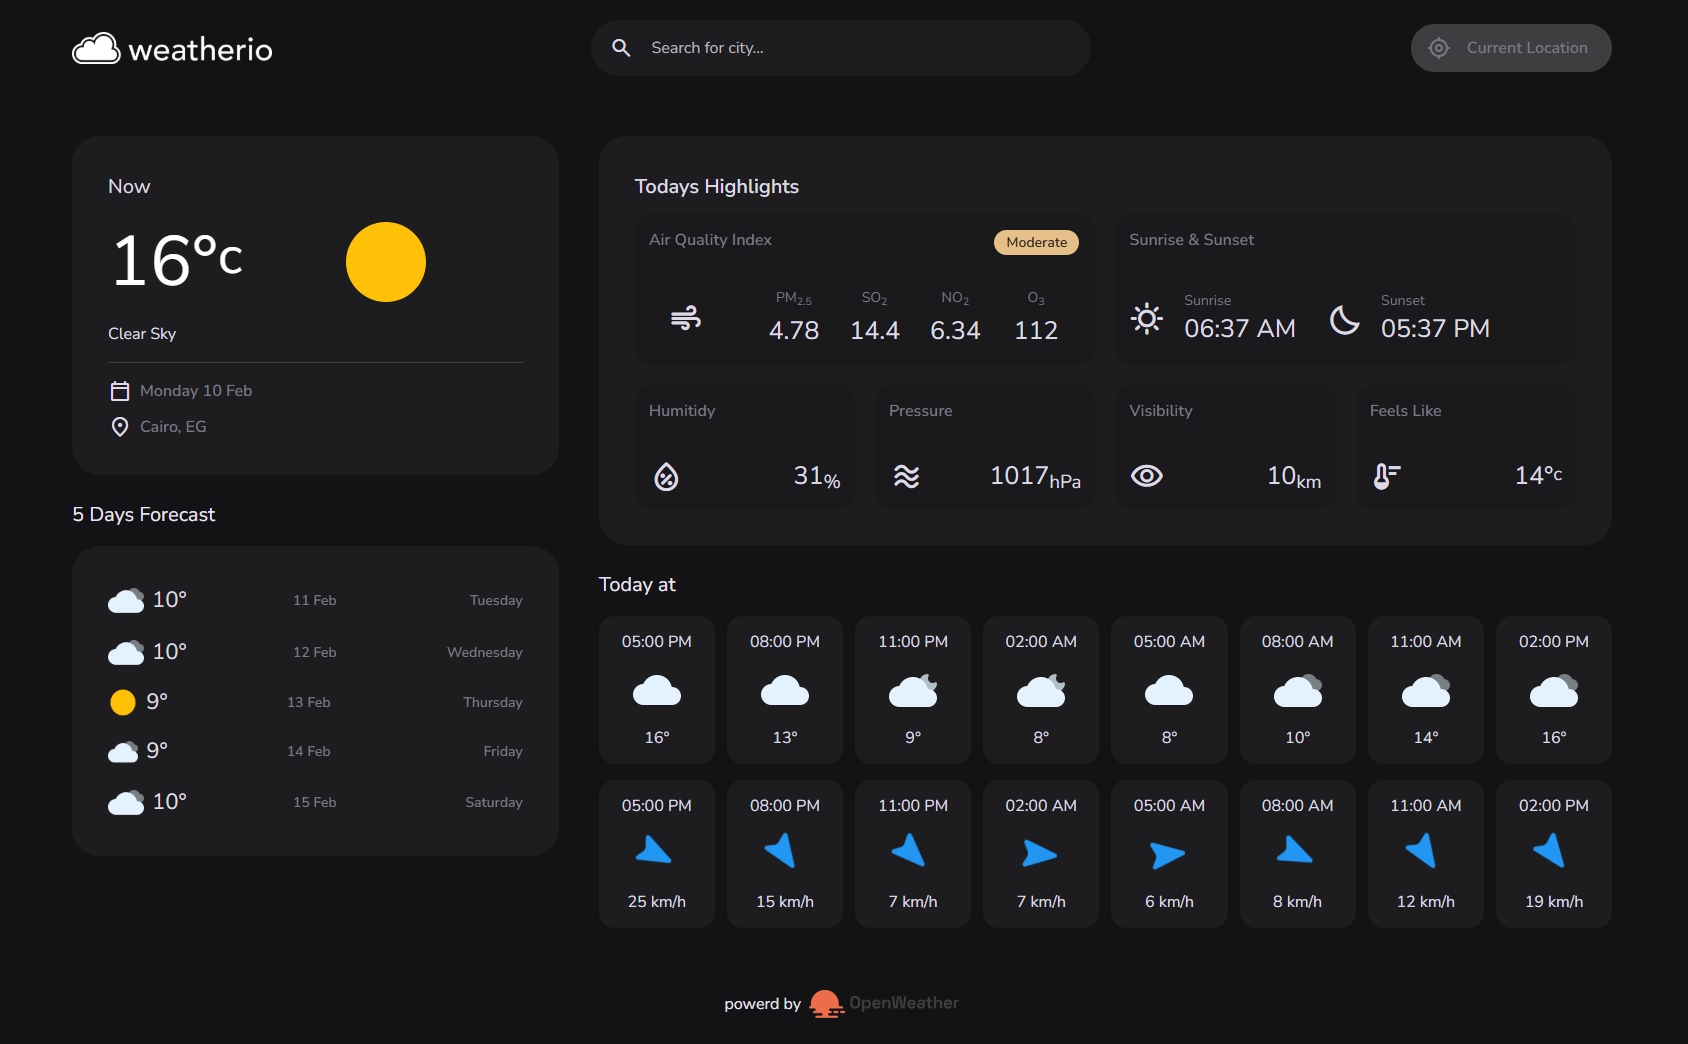 weatherio
Search for city...
Current Location
Now
16°c
Clear Sky
Monday 10 Feb
Cairo, EG
5 Days Forecast
10° 11 Feb Tuesday
10° 12 Feb Wednesday
9° 13 Feb Thursday
9° 14 Feb Friday
10° 15 Feb Saturday
Todays Highlights
Air Quality Index
Moderate
PM2.5 SO2 NO2 O3
4.78 14.4 6.34 112
Sunrise & Sunset
Sunrise
06:37 AM
Sunset
05:37 PM
Humitidy
31%
Pressure
1017hPa
Visibility
10km
Feels Like
14°c
Today at
05:00 PM 08:00 PM 11:00 PM 02:00 AM 05:00 AM 08:00 AM 11:00 AM 02:00 PM
16° 13° 9° 8° 8° 10° 14° 16°
05:00 PM 08:00 PM 11:00 PM 02:00 AM 05:00 AM 08:00 AM 11:00 AM 02:00 PM
25 km/h 15 km/h 7 km/h 7 km/h 6 km/h 8 km/h 12 km/h 19 km/h
powerd by OpenWeather